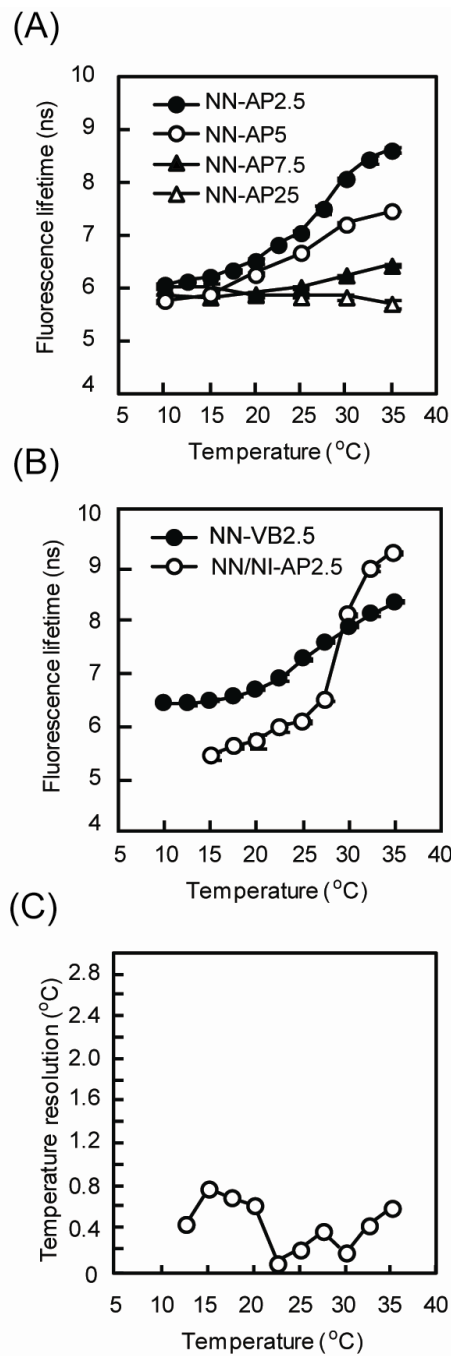 (A)
Fluorescence lifetime (ns)
10
9
8
7
6
5
4
NN-AP2.5
NN-AP5
NN-AP7.5
NN-AP25
5 10 15 20 25 30 35 40
Temperature (°C)
(B)
Fluorescence lifetime (ns)
10
9
8
7
6
5
4
NN-VB2.5
NN/NI-AP2.5
5 10 15 20 25 30 35 40
Temperature (°C)
(C)
Temperature resolution (°C)
2.8
2.4
2.0
1.6
1.2
0.8
0.4
0
5 10 15 20 25 30 35 40
Temperature (°C)